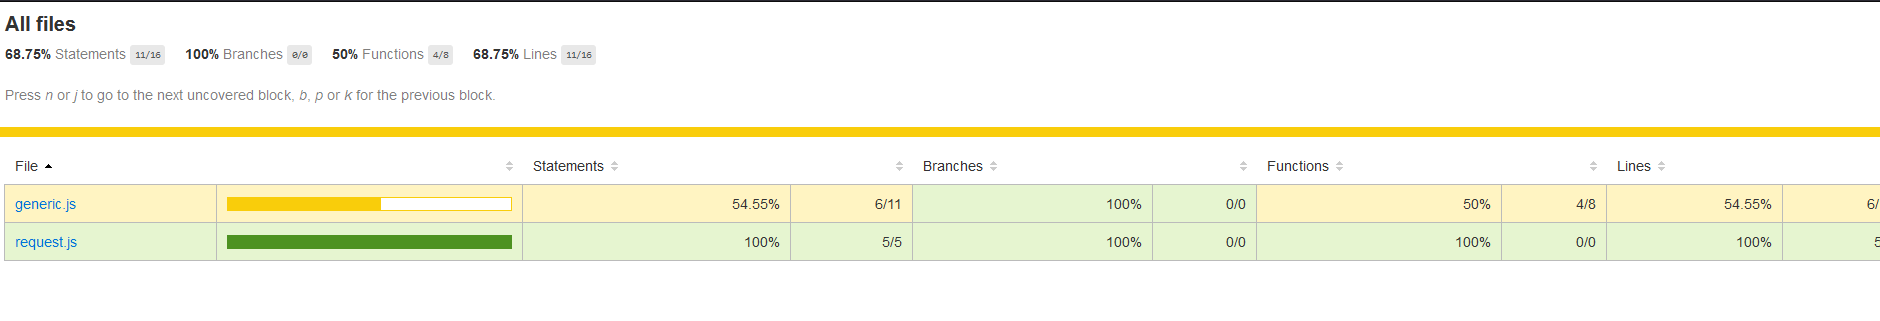 All files
68.75% Statements 11/16 100% Branches 0/0 50% Functions 4/8 68.75% Lines 11/16
Press n or j to go to the next uncovered block, b, p or k for the previous block.
File Statements Branches Functions Lines
generic.js 54.55% 6/11 100% 0/0 50% 4/8 54.55% 6/
request.js 100% 5/5 100% 0/0 100% 0/0 100%